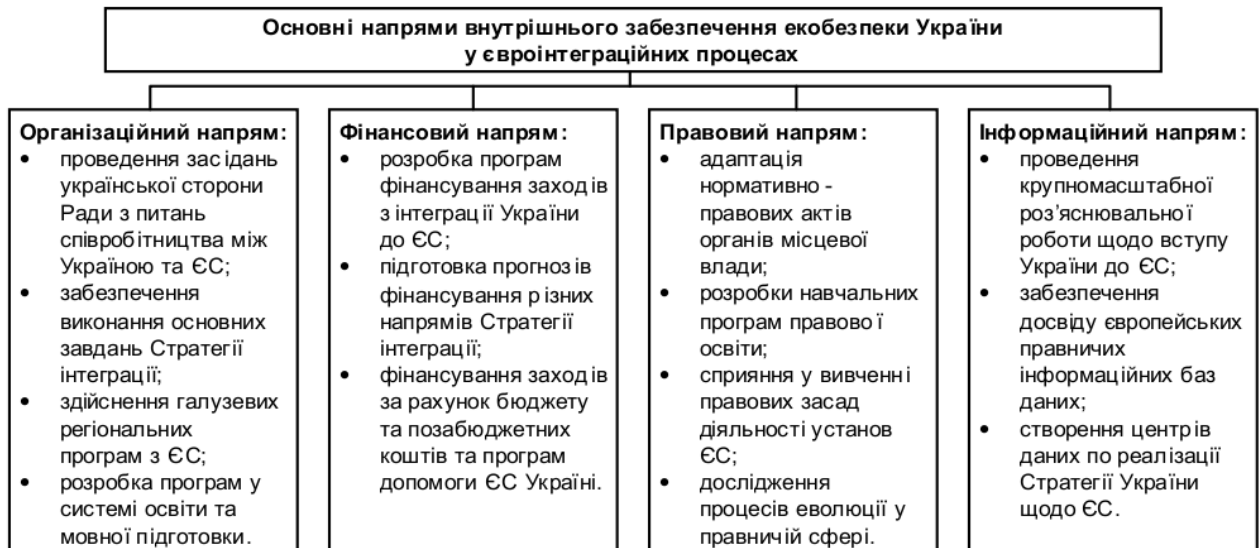 Основні напрями внутрішнього забезпечення екобезпеки України
у євроінтеграційних процесах
Організаційний напрям:
• проведення засідань
української сторони
Ради з питань
співробітництва між
Україною та ЄС;
• забезпечення
виконання основних
завдань Стратегії
інтеграції;
• здійснення галузевих
регіональних
програм з ЄС;
• розробка програм у
системі освіти та
мовної підготовки.
Фінансовий напрям:
• розробка програм
фінансування заходів
з інтеграції України
до ЄС;
• підготовка прогнозів
фінансування різних
напрямів Стратегії
інтеграції;
• фінансування заходів
за рахунок бюджету
та позабюджетних
коштів та програм
допомоги ЄС Україні.
Правовий напрям:
• адаптація
нормативно -
правових актів
органів місцевої
влади;
• розробки навчальних
програм правової
освіти;
• сприяння у вивченні
правових засад
діяльності установ
ЄС;
• дослідження
процесів еволюції у
правничій сфері.
Інформаційний напрям:
• проведення
крупномасштабної
роз’яснювальної
роботи щодо вступу
України до ЄС;
• забезпечення
досвіду європейських
правничих
інформаційних баз
даних;
• створення центрів
даних по реалізації
Стратегії України
щодо ЄС.